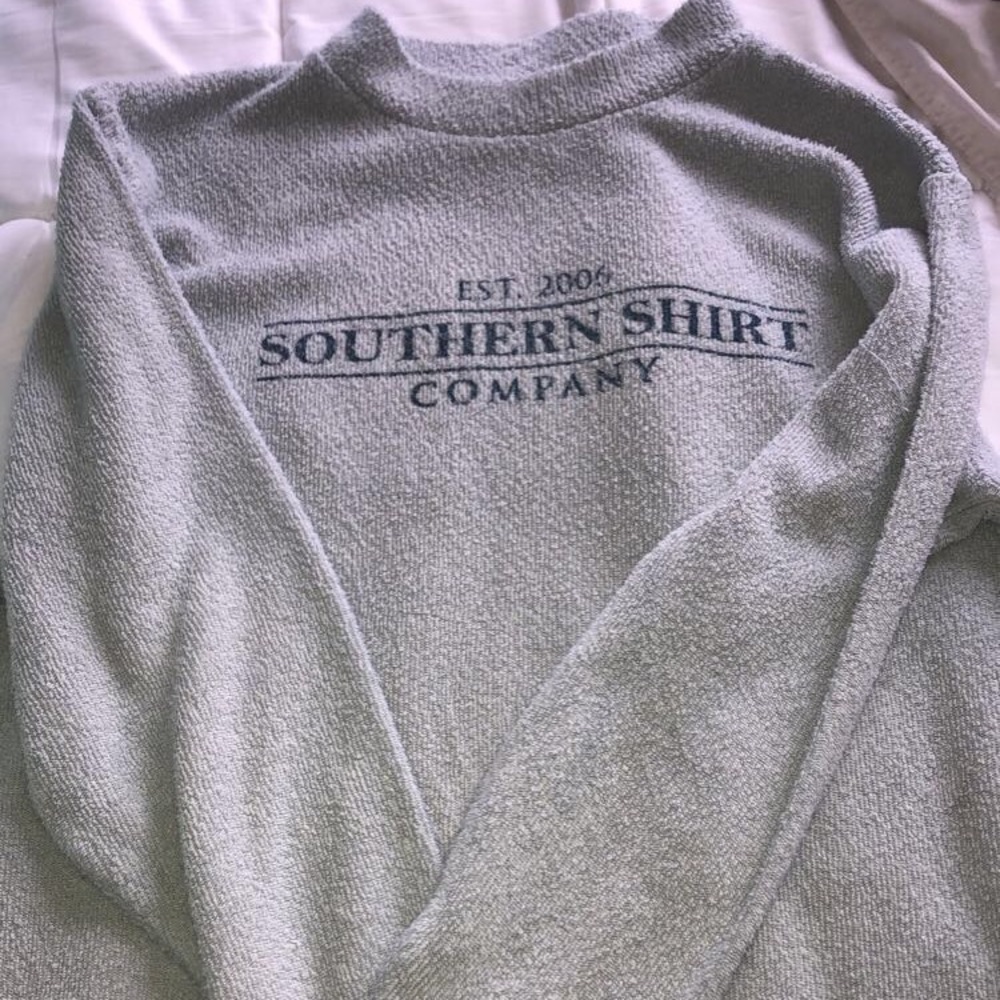 EST. 2006
SOUTHERN SHIRT
COMPANY